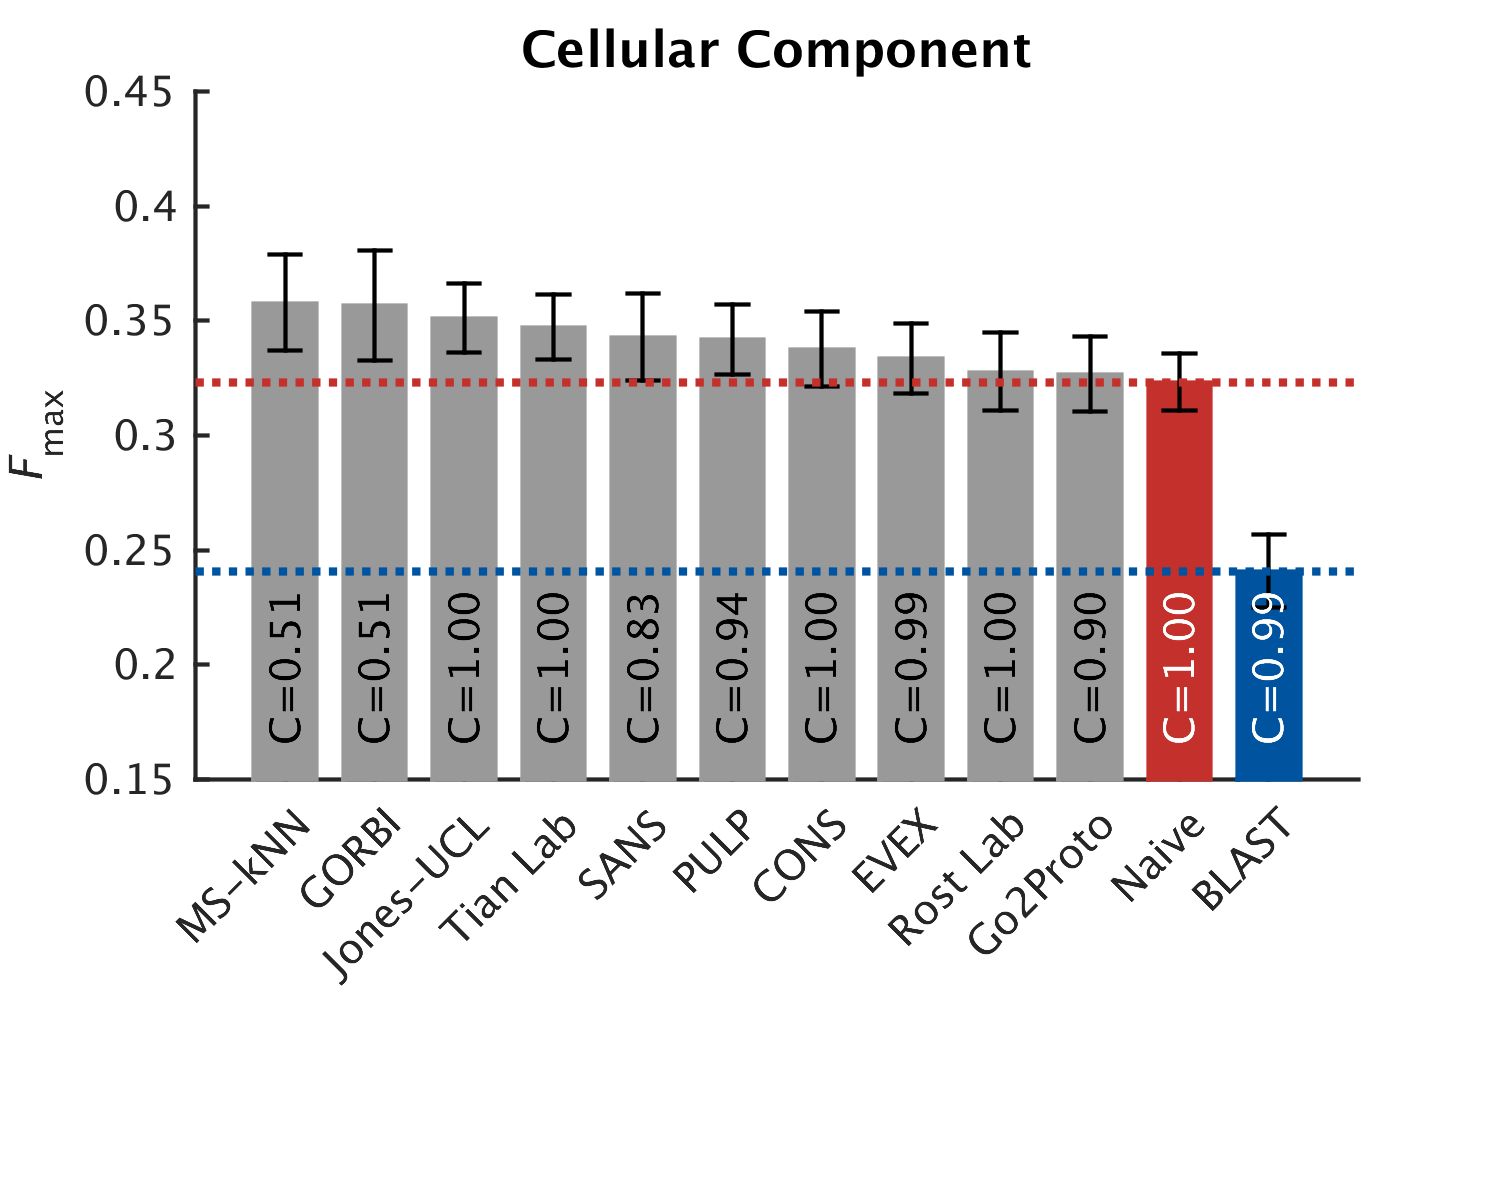 Cellular Component
0.45
0.4
0.35
0.3
0.25
0.2
0.15
Fmax
C=0.51
C=0.51
C=1.00
C=1.00
C=0.83
C=0.94
C=1.00
C=0.99
C=1.00
C=0.90
C=1.00
C=0.99
MS-kNN
GORBI
Jones-UCL
Tian Lab
SANS
PULP
CONS
EVEX
Rost Lab
Go2Proto
Naive
BLAST